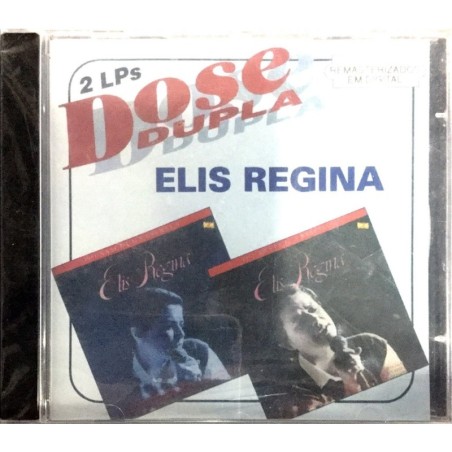 2 LPs
Dose
DUPLA
REMASTERIZADO
EM DIGITAL
ELIS REGINA
Elis Regina
Elis Regina